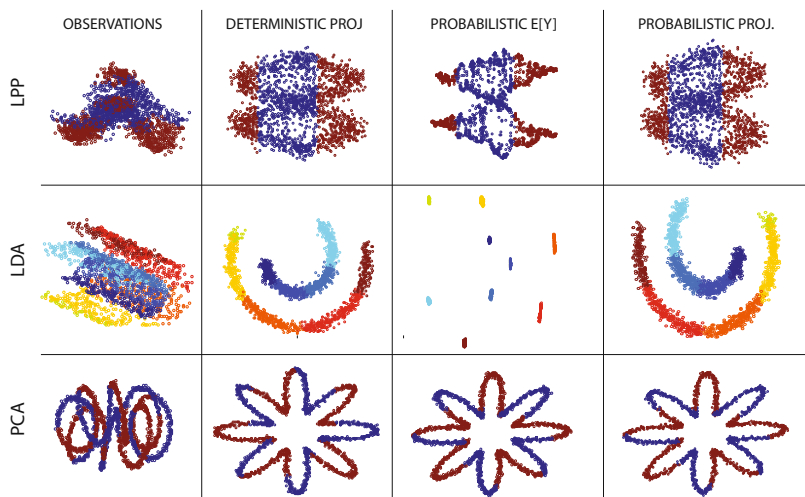 OBSERVATIONS DETERMINISTIC PROJ PROBABILISTIC E[Y] PROBABILISTIC PROJ.
LPP
LDA
PCA